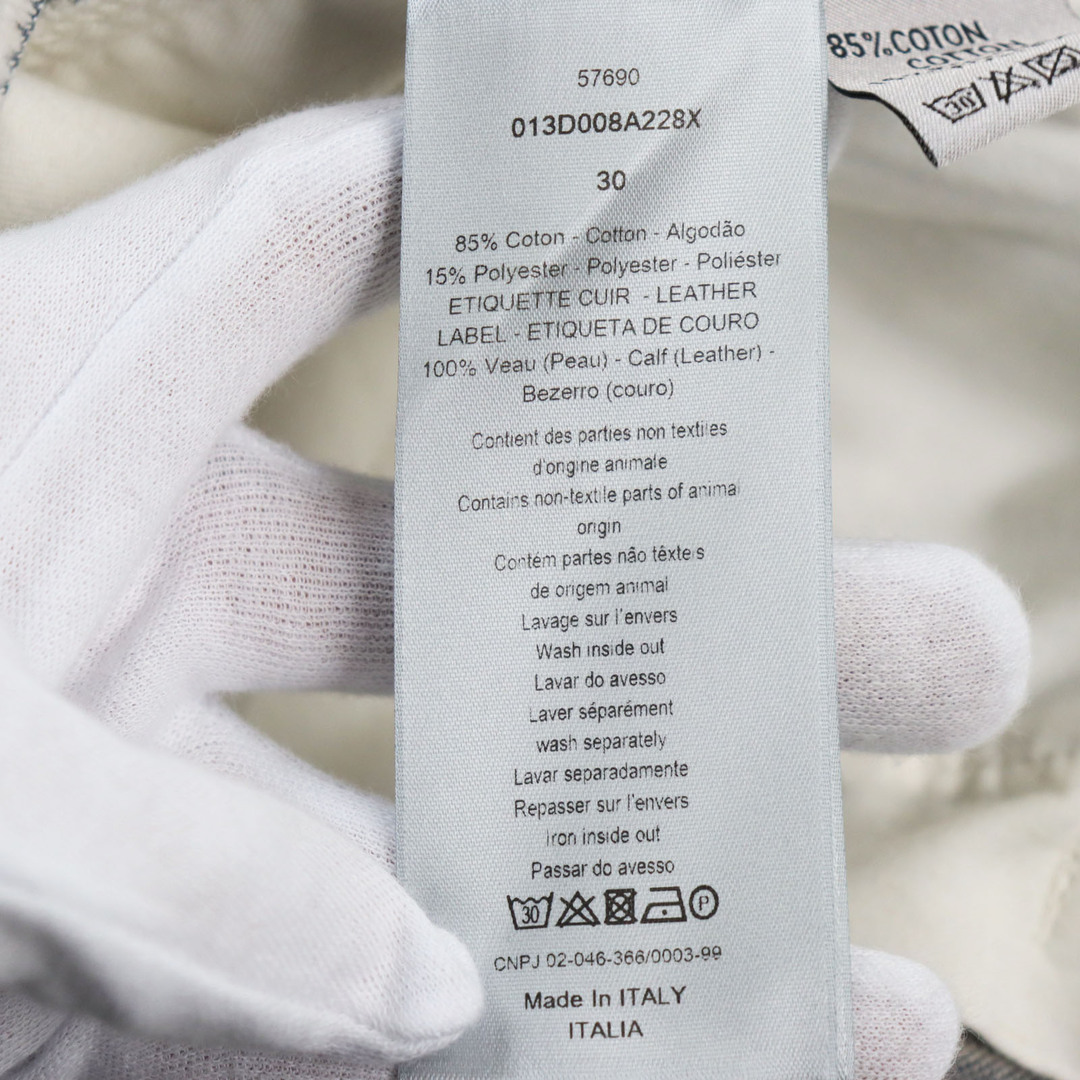 57690
013D008A228X
30
85% Coton - Cotton - Algodão
15% Polyester - Polyester - Poliéster
ETIQUETTE CUIR - LEATHER
LABEL - ETIQUETA DE COURO
100% Veau (Peau) - Calf (Leather) -
Bezerro (couro)
Contient des parties non textiles
d'orgine animale
Contains non-textile parts of animal
origin
Contém partes não têxteis
de origem animal
Lavage sur l'envers
Wash inside out
Lavar do avesso
Laver séparément
wash separately
Lavar separadamente
Repasser sur l'envers
iron inside out
Passar do avesso
30 P
CNPJ 02-046-366/0003-99
Made In ITALY
ITALIA
85%COTON
COTTON
30°